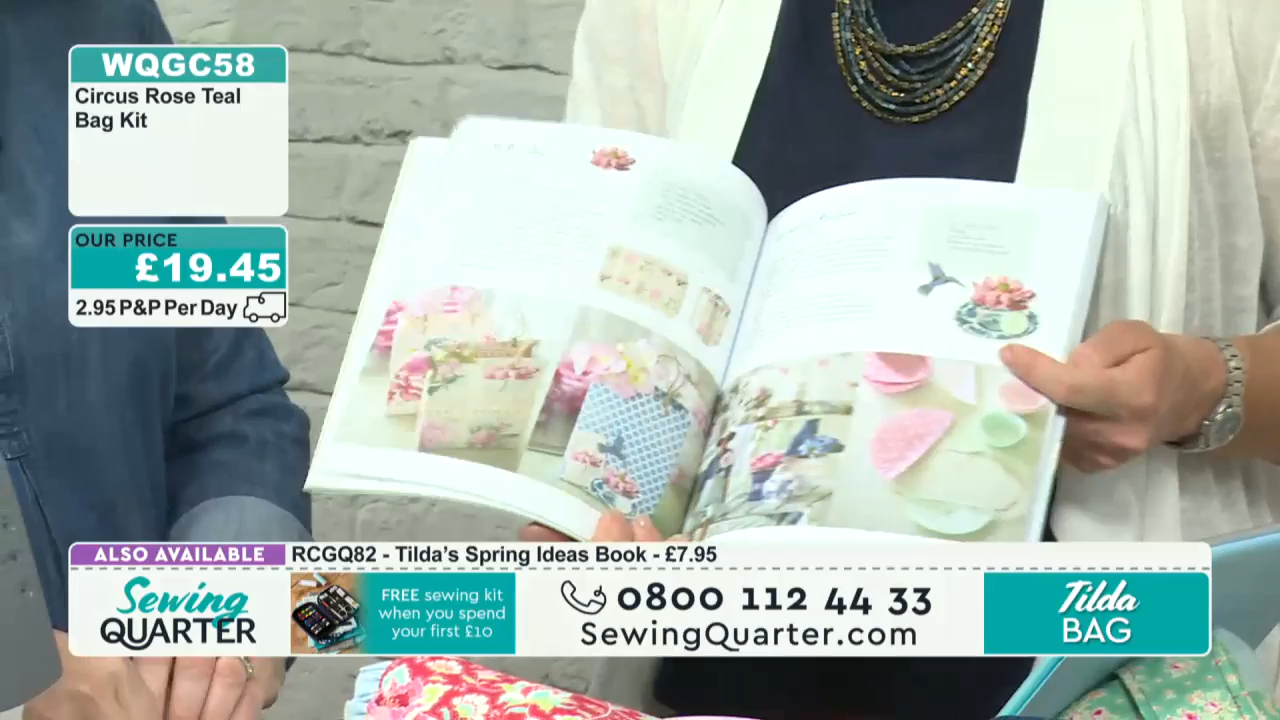 WQGC58
Circus Rose Teal
Bag Kit
OUR PRICE
£19.45
2.95 P&P Per Day
ALSO AVAILABLE
RCGQ82 - Tilda's Spring Ideas Book - £7.95
Sewing
QUARTER
FREE sewing kit
when you spend
your first £10
0800 112 44 33
SewingQuarter.com
Tilda
BAG